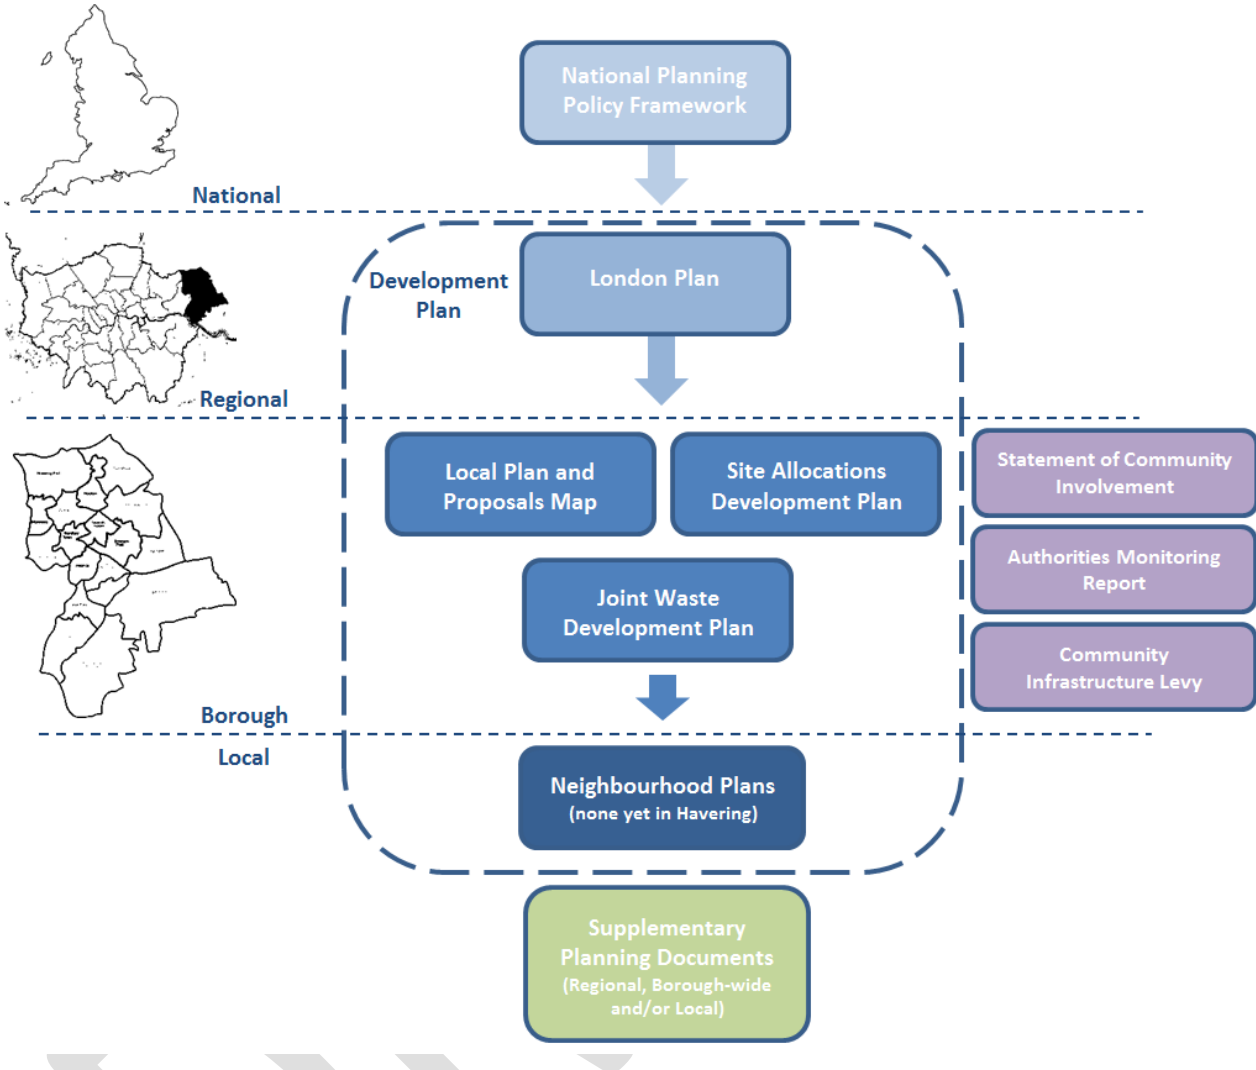 National Planning
Policy Framework
National
Development
Plan
London Plan
Regional
Local Plan and
Proposals Map
Site Allocations
Development Plan
Statement of Community
Involvement
Authorities Monitoring
Report
Joint Waste
Development Plan
Community
Infrastructure Levy
Borough
Local
Neighbourhood Plans
(none yet in Havering)
Supplementary
Planning Documents
(Regional, Borough-wide
and/or Local)